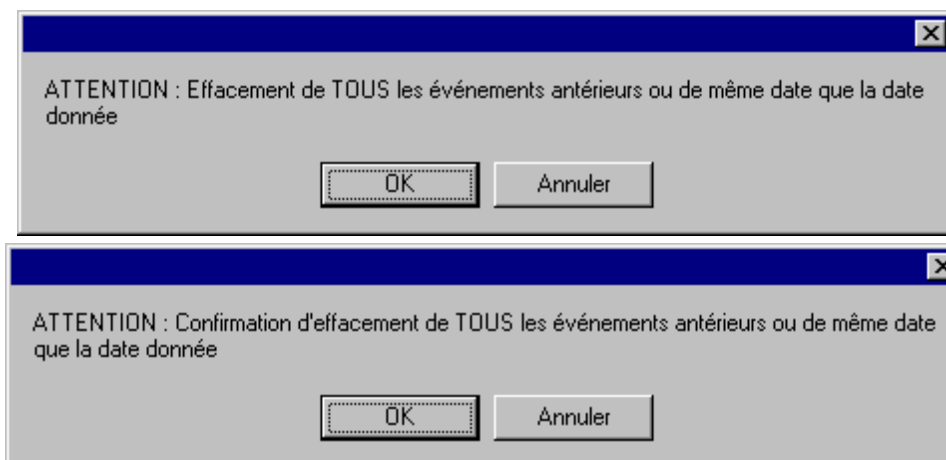 ATTENTION : Effacement de TOUS les événements antérieurs ou de même date que la date
donnée
OK Annuler
ATTENTION : Confirmation d'effacement de TOUS les événements antérieurs ou de même date
que la date donnée
OK Annuler